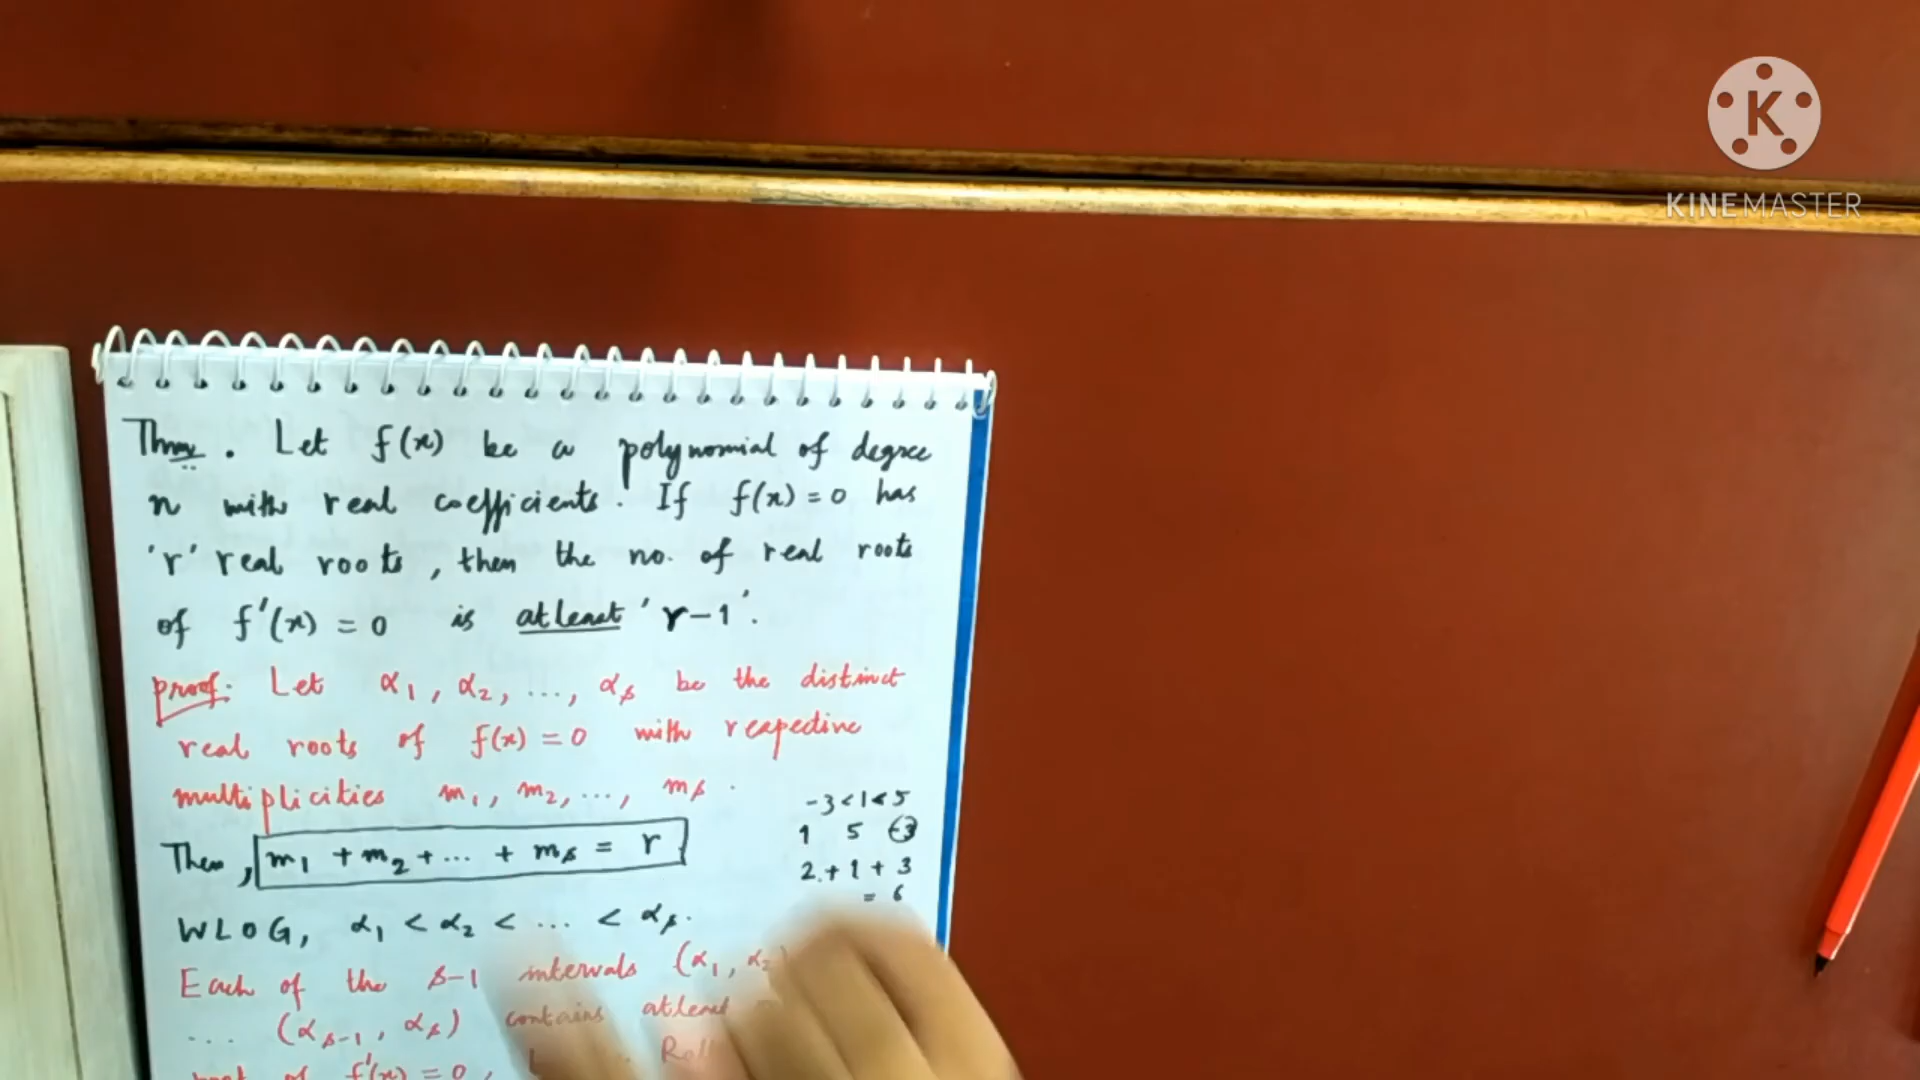 K
KINEMASTER
Thm. Let f(x) be a polynomial of degree
n with real coefficients. If f(x) = 0 has
'r' real roots, then the no. of real roots
of f'(x) = 0 is atleast 'r-1'.
proof: Let α₁, α₂, ..., αₛ be the distinct
real roots of f(x) = 0 with respective
multiplicities m₁, m₂, ..., mₛ.
-3 < 1 < 5
1 5 -3
Then, m₁ + m₂ + ... + mₛ = r
2 + 1 + 3
= 6
WLOG, α₁ < α₂ < ... < αₛ.
Each of the s-1 intervals (α₁, α₂)
... (αₛ₋₁, αₛ) contains atleast
root of f'(x) = 0,